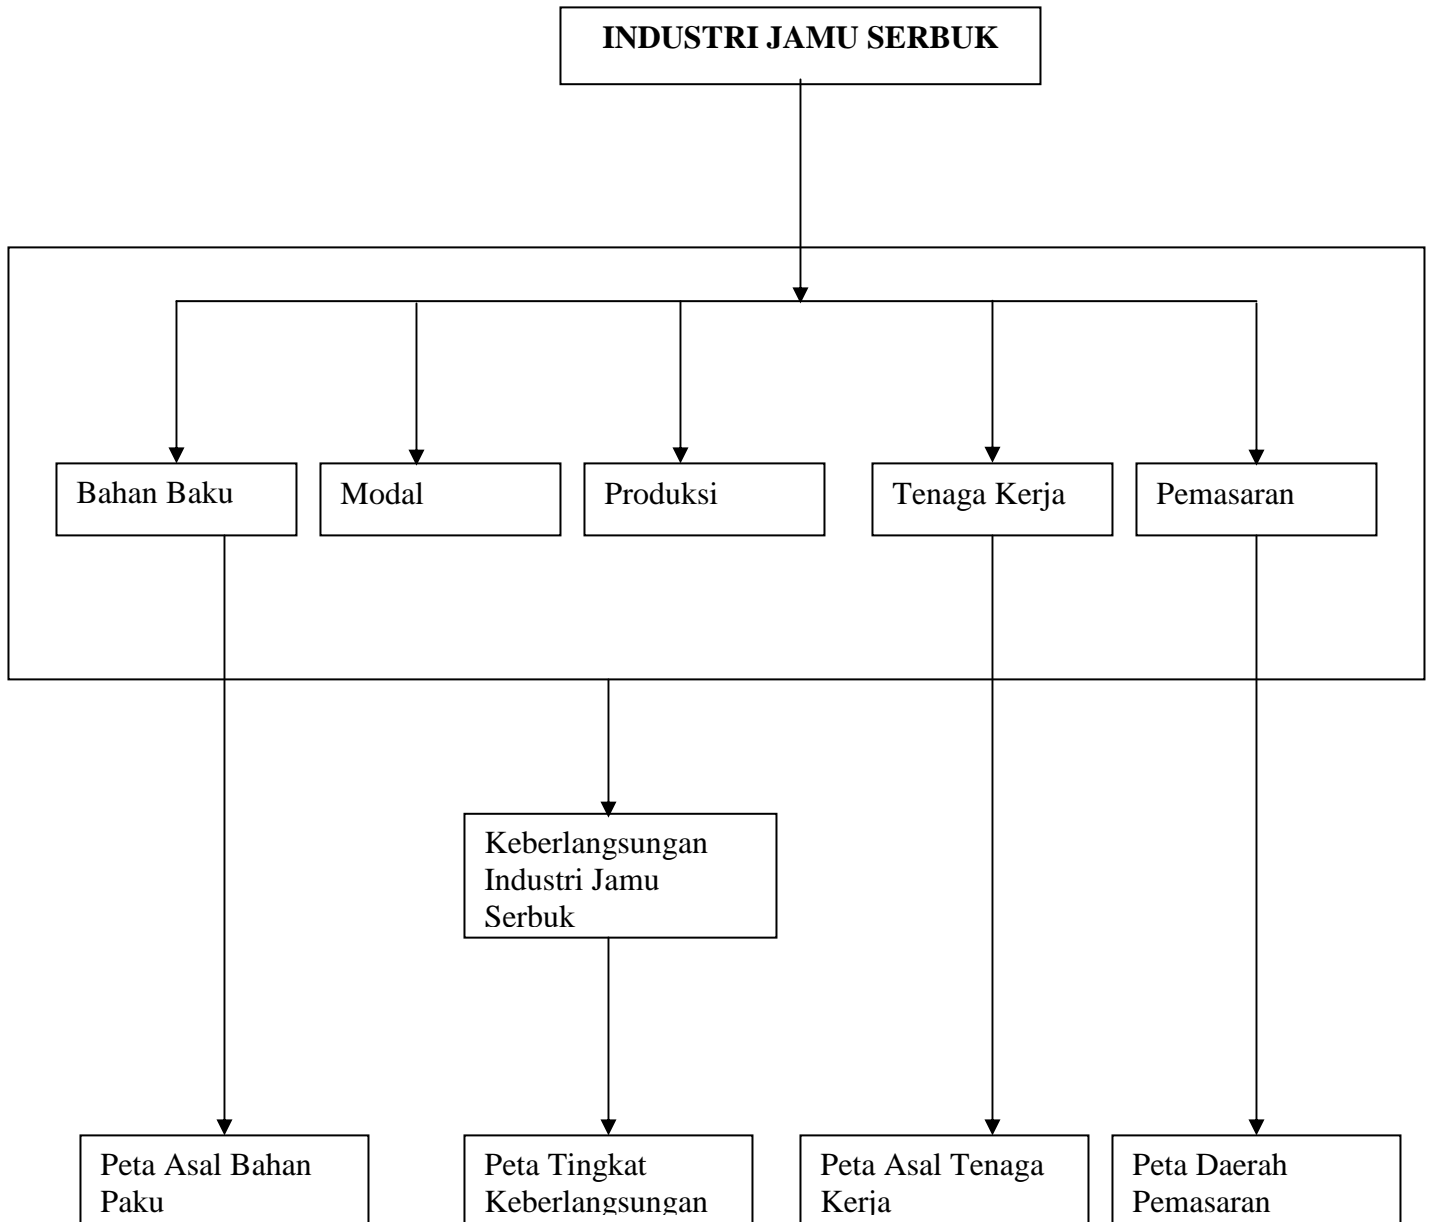 INDUSTRI JAMU SERBUK
Bahan Baku
Modal
Produksi
Tenaga Kerja
Pemasaran
Keberlangsungan
Industri Jamu
Serbuk
Peta Asal Bahan
Paku
Peta Tingkat
Keberlangsungan
Peta Asal Tenaga
Kerja
Peta Daerah
Pemasaran